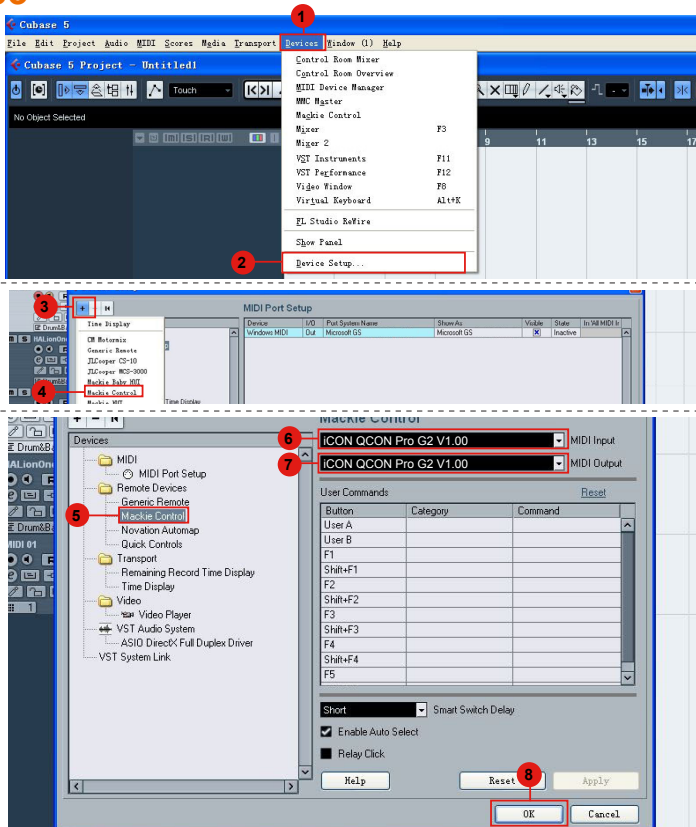 1
Cubase 5
File Edit Project Audio MIDI Scores Media Transport Devices Window (1) Help
Cubase 5 Project - Untitled1
Touch
No Object Selected
9 11 13 15 17
Control Room Mixer
Control Room Overview
MIDI Device Manager
MMC Master
Mackie Control
Mixer F3
Mixer 2
VST Instruments F11
VST Performance F12
Video Window F8
Virtual Keyboard Alt+K
FL Studio ReWire
Show Panel
2 Device Setup...
3
MIDI Port Setup
Time Display
Device I/O Port System Name Show As Visible State
Windows MIDI Out Microsoft GS Microsoft GS X Inactive
CM Motormix
Generic Remote
JLCooper CS-10
JLCooper MCS-3000
Mackie Baby HUI
4 Mackie Control
Mackie HUI
Time Display
Mackie Control
Devices
6 iCON QCON Pro G2 V1.00 MIDI Input
7 iCON QCON Pro G2 V1.00 MIDI Output
MIDI
MIDI Port Setup
Remote Devices
Generic Remote
5 Mackie Control
Novation Automap
Quick Controls
Transport
Remaining Record Time Display
Time Display
Video
Video Player
VST Audio System
ASIO DirectX Full Duplex Driver
VST System Link
User Commands Reset
Button Category Command
User A
User B
F1
Shift+F1
F2
Shift+F2
F3
Shift+F3
F4
Shift+F4
F5
Short Smart Switch Delay
Enable Auto Select
Relay Click
Help Reset Apply
8
OK Cancel